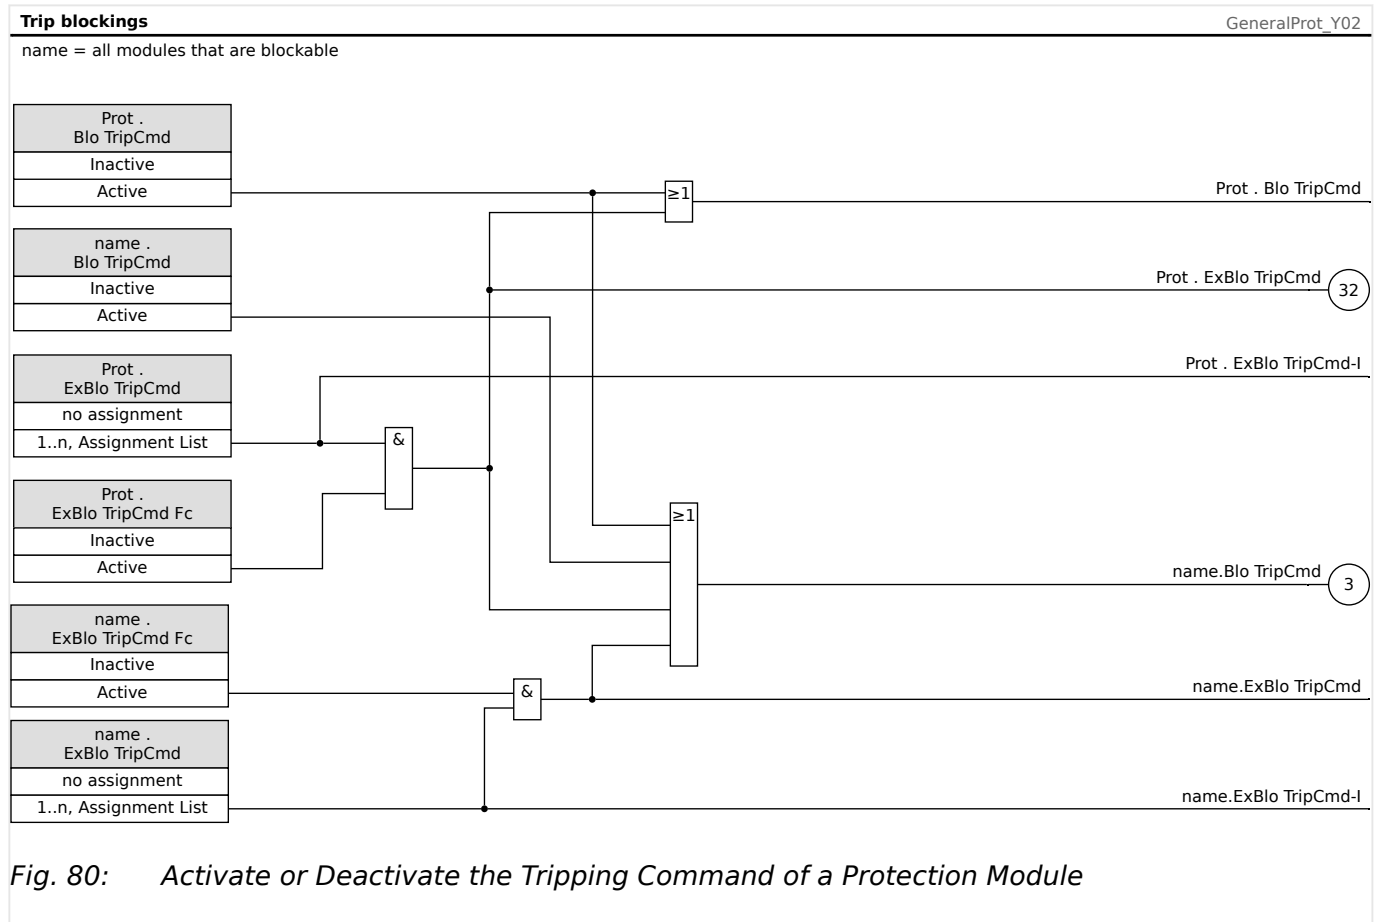 Trip blockings
GeneralProt_Y02
name = all modules that are blockable
Prot .
Blo TripCmd
Inactive
Active
≥1
Prot . Blo TripCmd
name .
Blo TripCmd
Inactive
Active
Prot . ExBlo TripCmd
32
Prot .
ExBlo TripCmd
no assignment
1..n, Assignment List
&
Prot . ExBlo TripCmd-I
Prot .
ExBlo TripCmd Fc
Inactive
Active
≥1
name.Blo TripCmd
3
name .
ExBlo TripCmd Fc
Inactive
Active
&
name.ExBlo TripCmd
name .
ExBlo TripCmd
no assignment
1..n, Assignment List
name.ExBlo TripCmd-I
Fig. 80: Activate or Deactivate the Tripping Command of a Protection Module